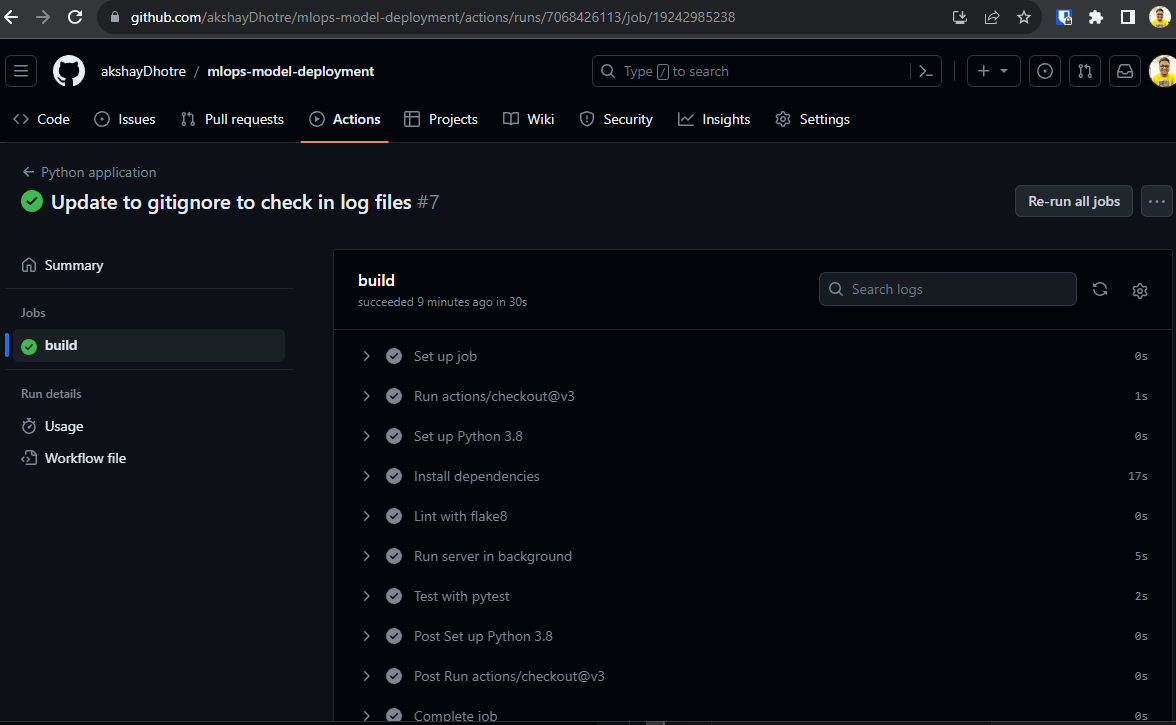 github.com/akshayDhotre/mlops-model-deployment/actions/runs/7068426113/job/19242985238
akshayDhotre / mlops-model-deployment
Type / to search
Code Issues Pull requests Actions Projects Wiki Security Insights Settings
Python application
Update to gitignore to check in log files #7
Re-run all jobs
Summary
Jobs
build
Run details
Usage
Workflow file
build
succeeded 9 minutes ago in 30s
Search logs
Set up job 0s
Run actions/checkout@v3 1s
Set up Python 3.8 0s
Install dependencies 17s
Lint with flake8 0s
Run server in background 5s
Test with pytest 2s
Post Set up Python 3.8 0s
Post Run actions/checkout@v3 0s
Complete job 0s